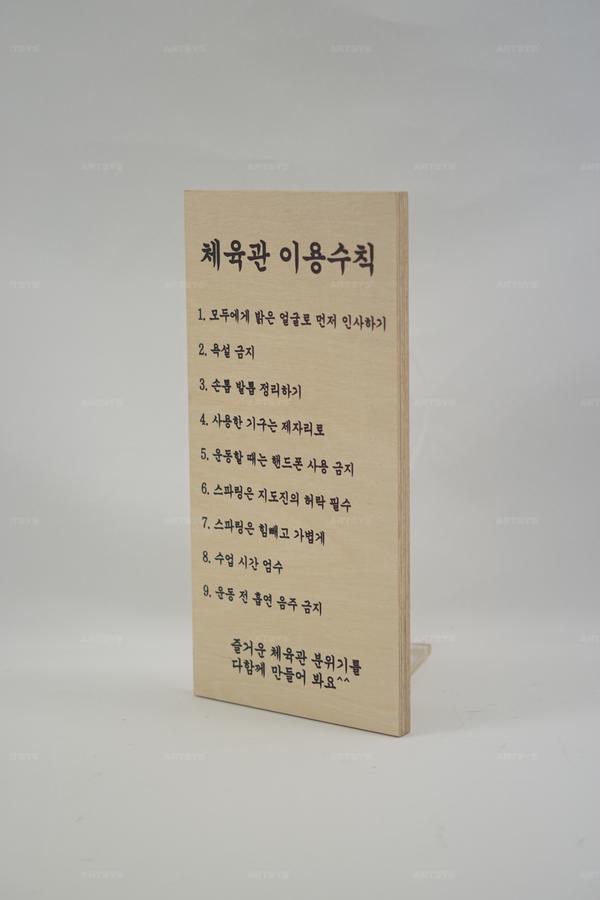 체육관 이용수칙
1. 모두에게 밝은 얼굴로 먼저 인사하기
2. 욕설 금지
3. 손톱 발톱 정리하기
4. 사용한 기구는 제자리로
5. 운동할 때는 핸드폰 사용 금지
6. 스파링은 지도진의 허락 필수
7. 스파링은 힘빼고 가볍게
8. 수업 시간 엄수
9. 운동 전 흡연 음주 금지
즐거운 체육관 분위기를
다함께 만들어 봐요^^